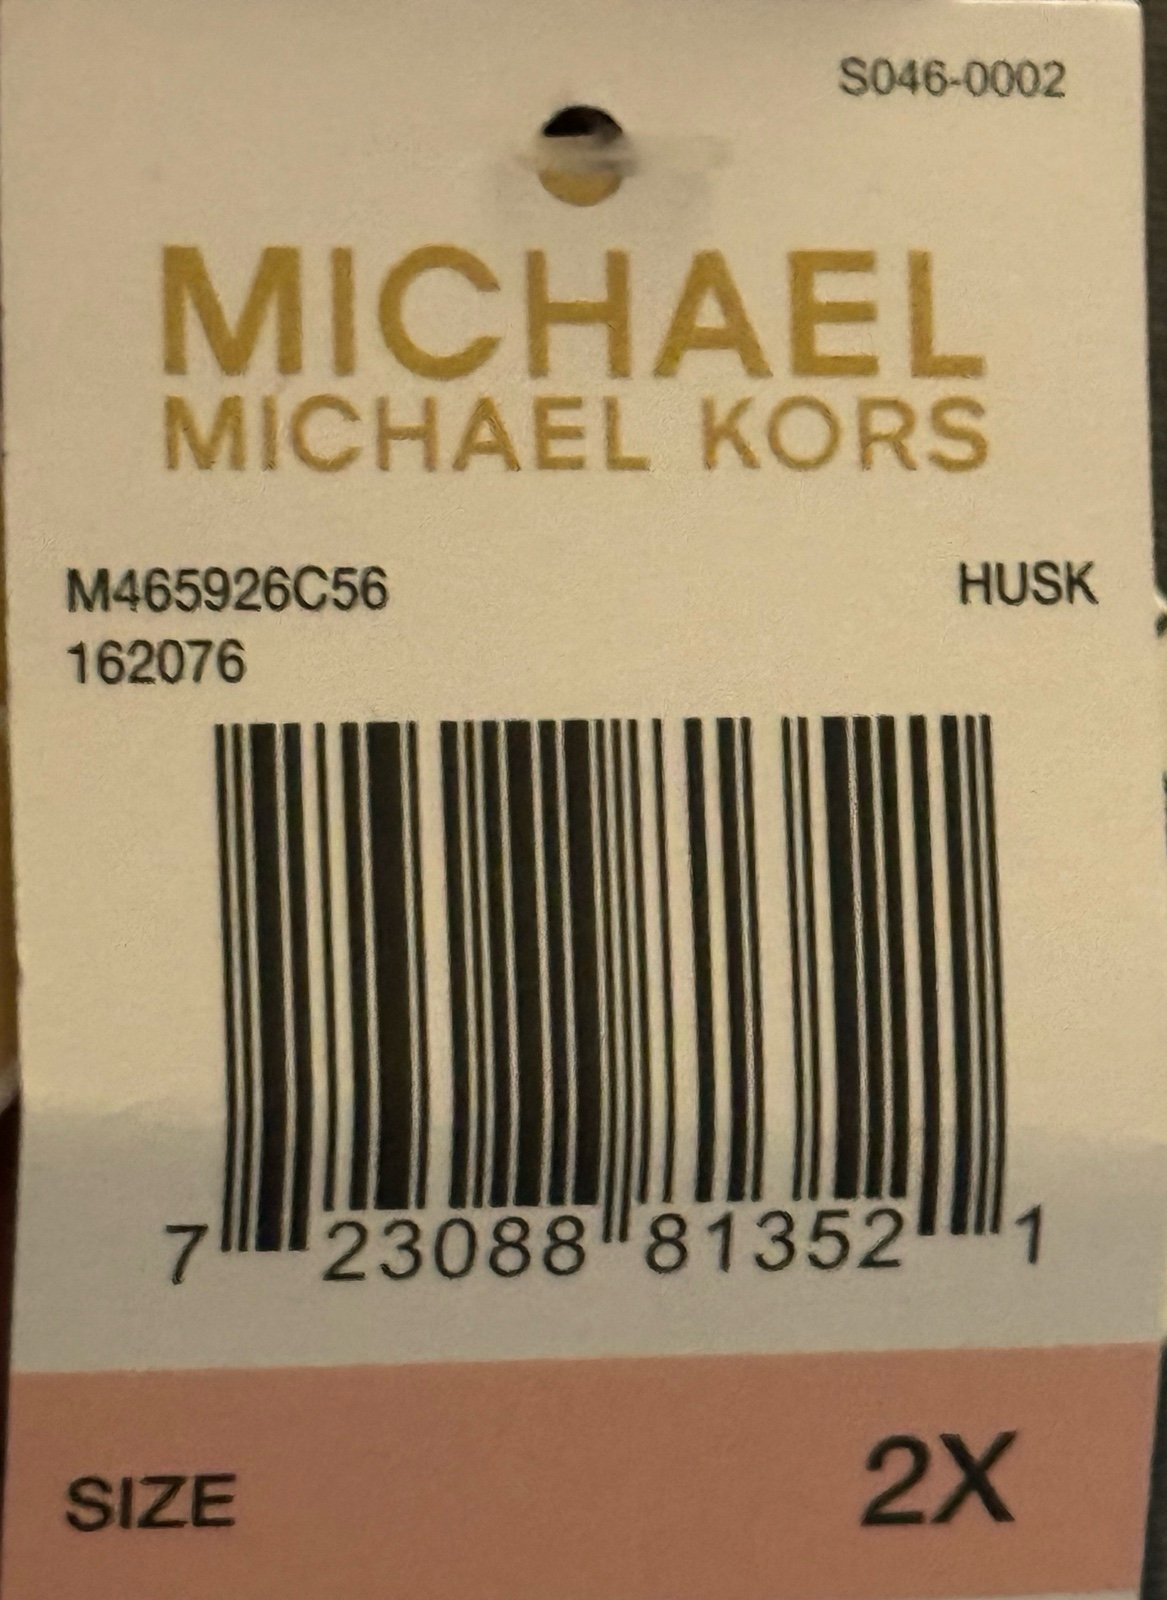 S046-0002
MICHAEL
MICHAEL KORS
M465926C56 HUSK
162076
7 23088 81352 1
SIZE 2X